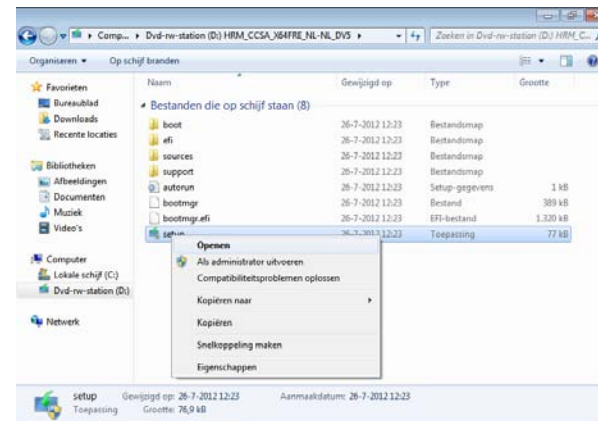 Comp... ▸ Dvd-rw-station (D:) HRM_CCSA_X64FRE_NL-NL_DV5 ▸
Zoeken in Dvd-rw-station (D:) HRM_C...
Organiseren Op schijf branden
Naam Gewijzigd op Type Grootte
Favorieten
Bureaublad
Downloads
Recente locaties
Bibliotheken
Afbeeldingen
Documenten
Muziek
Video's
Computer
Lokale schijf (C:)
Dvd-rw-station (D:)
Netwerk
Bestanden die op schijf staan (8)
boot 26-7-2012 12:23 Bestandsmap
efi 26-7-2012 12:23 Bestandsmap
sources 26-7-2012 12:23 Bestandsmap
support 26-7-2012 12:23 Bestandsmap
autorun 26-7-2012 12:23 Setup-gegevens 1 kB
bootmgr 26-7-2012 12:23 Bestand 389 kB
bootmgr.efi 26-7-2012 12:23 EFI-bestand 1.320 kB
setup 26-7-2012 12:23 Toepassing 77 kB
Openen
Als administrator uitvoeren
Compatibiliteitsproblemen oplossen
Kopiëren naar
Kopiëren
Snelkoppeling maken
Eigenschappen
setup Gewijzigd op: 26-7-2012 12:23 Aanmaakdatum: 26-7-2012 12:23
Toepassing Grootte: 76,9 kB